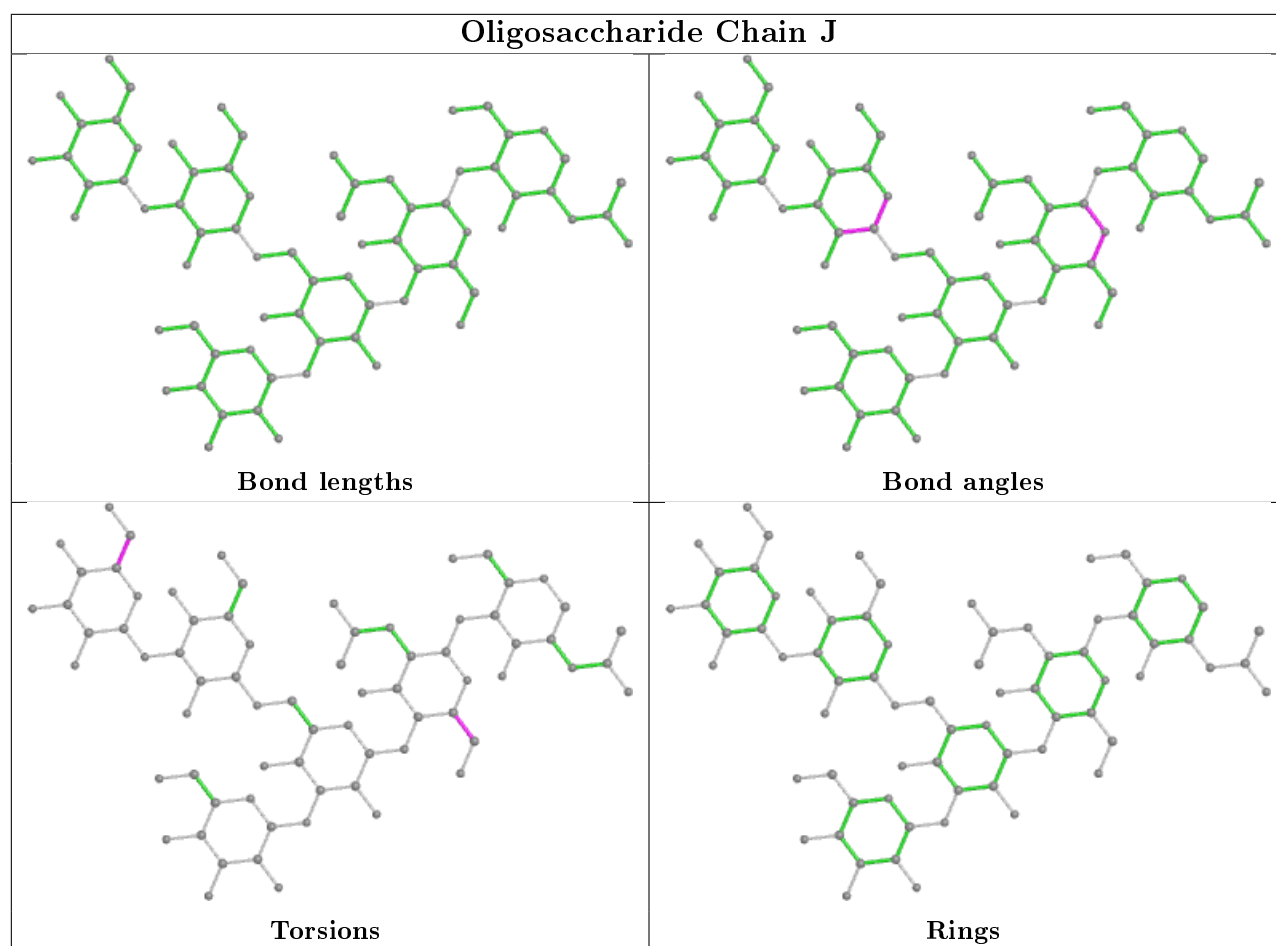 Oligosaccharide Chain J
Bond lengths
Bond angles
Torsions
Rings